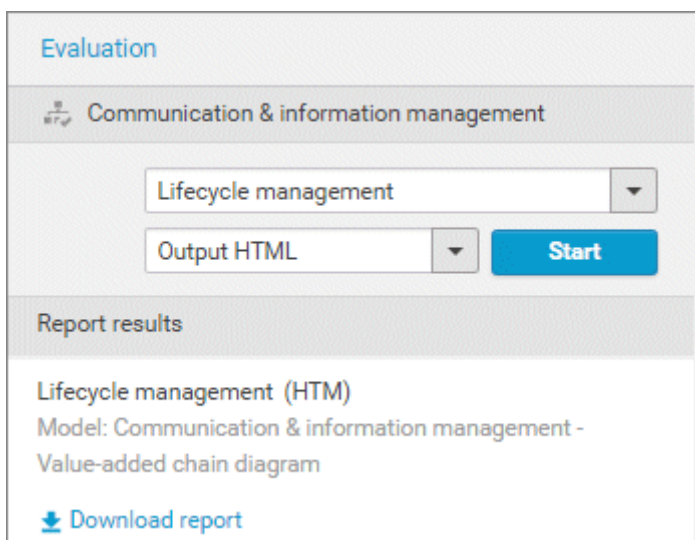 Evaluation
Communication & information management
Lifecycle management
Output HTML
Start
Report results
Lifecycle management (HTM)
Model: Communication & information management -
Value-added chain diagram
Download report